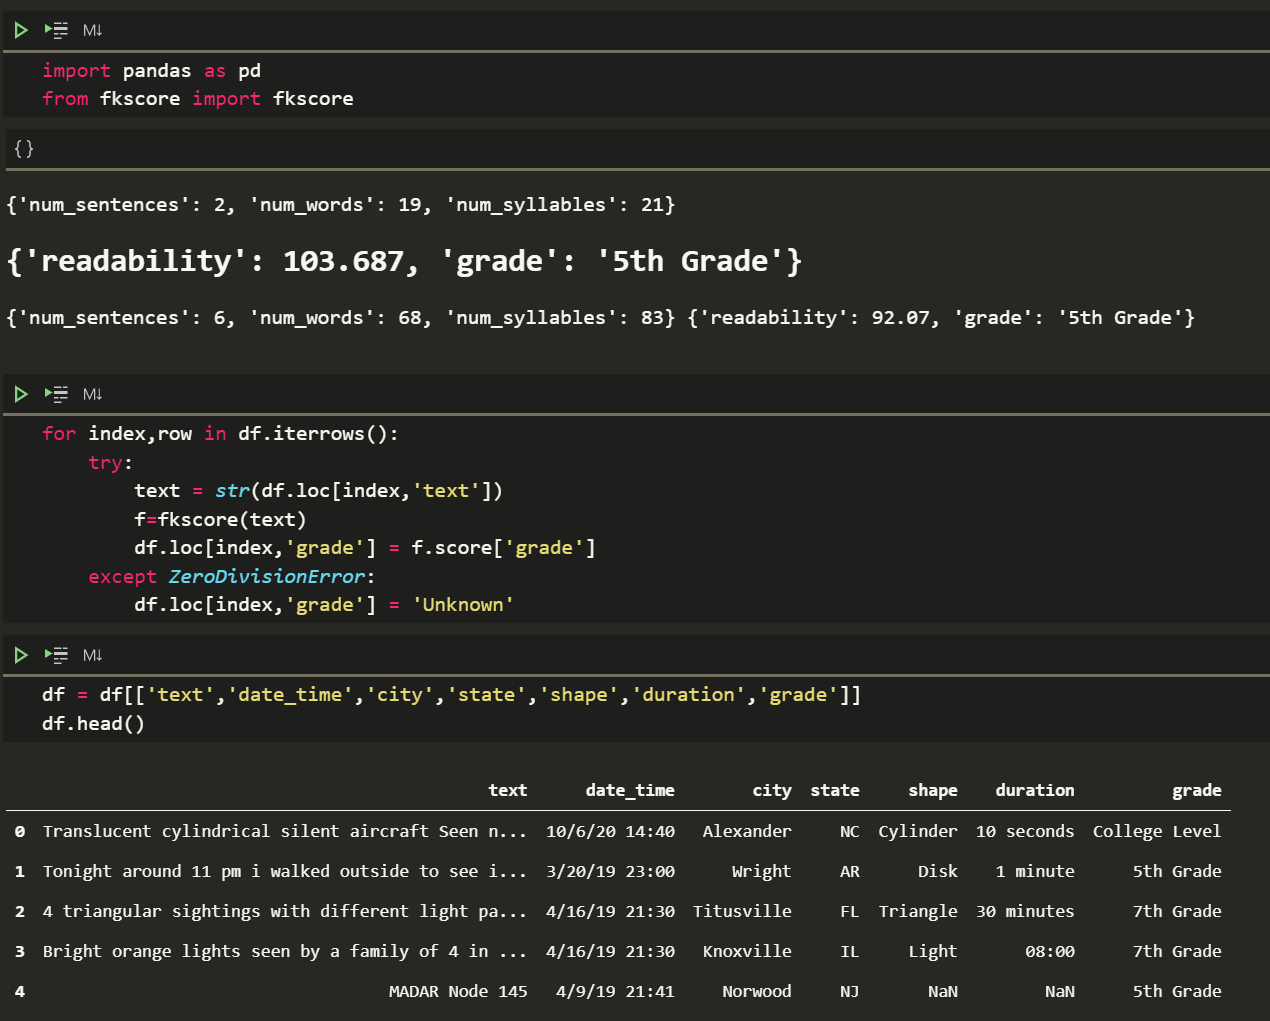 M↓
import pandas as pd
from fkscore import fkscore
{}
{'num_sentences': 2, 'num_words': 19, 'num_syllables': 21}
{'readability': 103.687, 'grade': '5th Grade'}
{'num_sentences': 6, 'num_words': 68, 'num_syllables': 83} {'readability': 92.07, 'grade': '5th Grade'}
M↓
for index,row in df.iterrows():
    try:
        text = str(df.loc[index,'text'])
        f=fkscore(text)
        df.loc[index,'grade'] = f.score['grade']
    except ZeroDivisionError:
        df.loc[index,'grade'] = 'Unknown'
M↓
df = df[['text','date_time','city','state','shape','duration','grade']]
df.head()
text date_time city state shape duration grade
0 Translucent cylindrical silent aircraft Seen n... 10/6/20 14:40 Alexander NC Cylinder 10 seconds College Level
1 Tonight around 11 pm i walked outside to see i... 3/20/19 23:00 Wright AR Disk 1 minute 5th Grade
2 4 triangular sightings with different light pa... 4/16/19 21:30 Titusville FL Triangle 30 minutes 7th Grade
3 Bright orange lights seen by a family of 4 in ... 4/16/19 21:30 Knoxville IL Light 08:00 7th Grade
4 MADAR Node 145 4/9/19 21:41 Norwood NJ NaN NaN 5th Grade